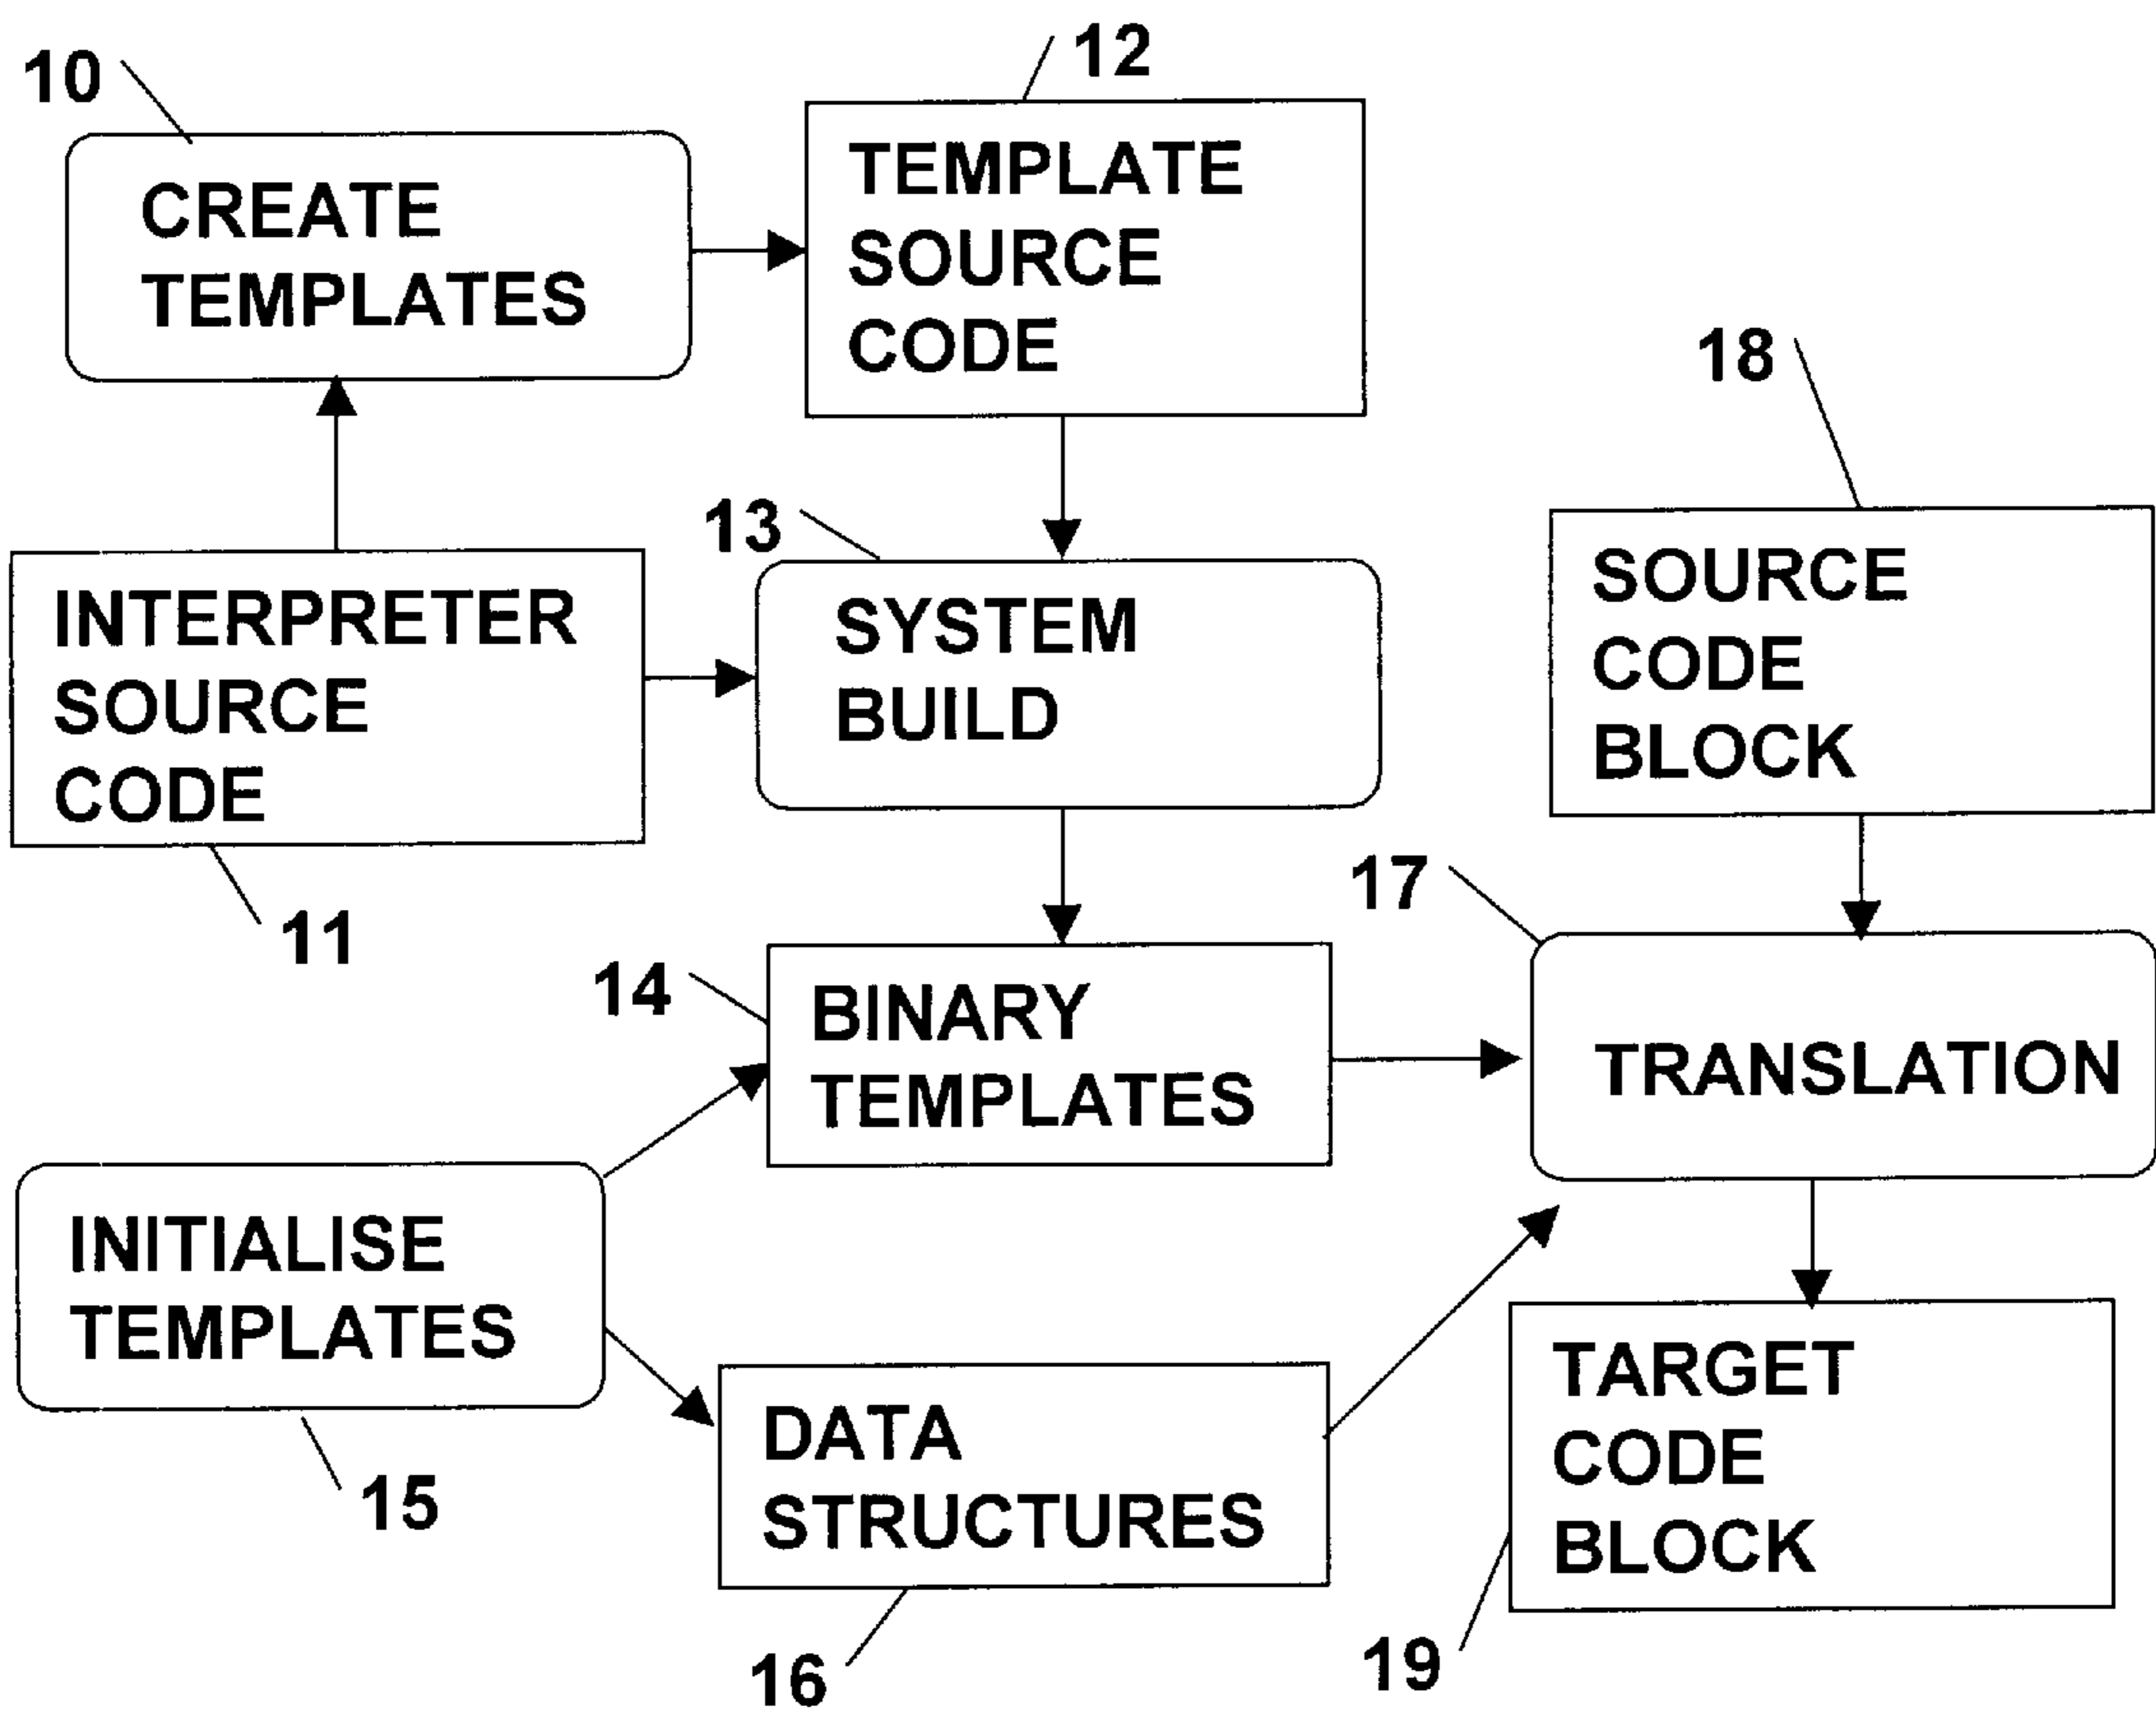 10
CREATE
TEMPLATES
12
TEMPLATE
SOURCE
CODE
11
INTERPRETER
SOURCE
CODE
13
SYSTEM
BUILD
18
SOURCE
CODE
BLOCK
14
BINARY
TEMPLATES
17
TRANSLATION
15
INITIALISE
TEMPLATES
16
DATA
STRUCTURES
19
TARGET
CODE
BLOCK